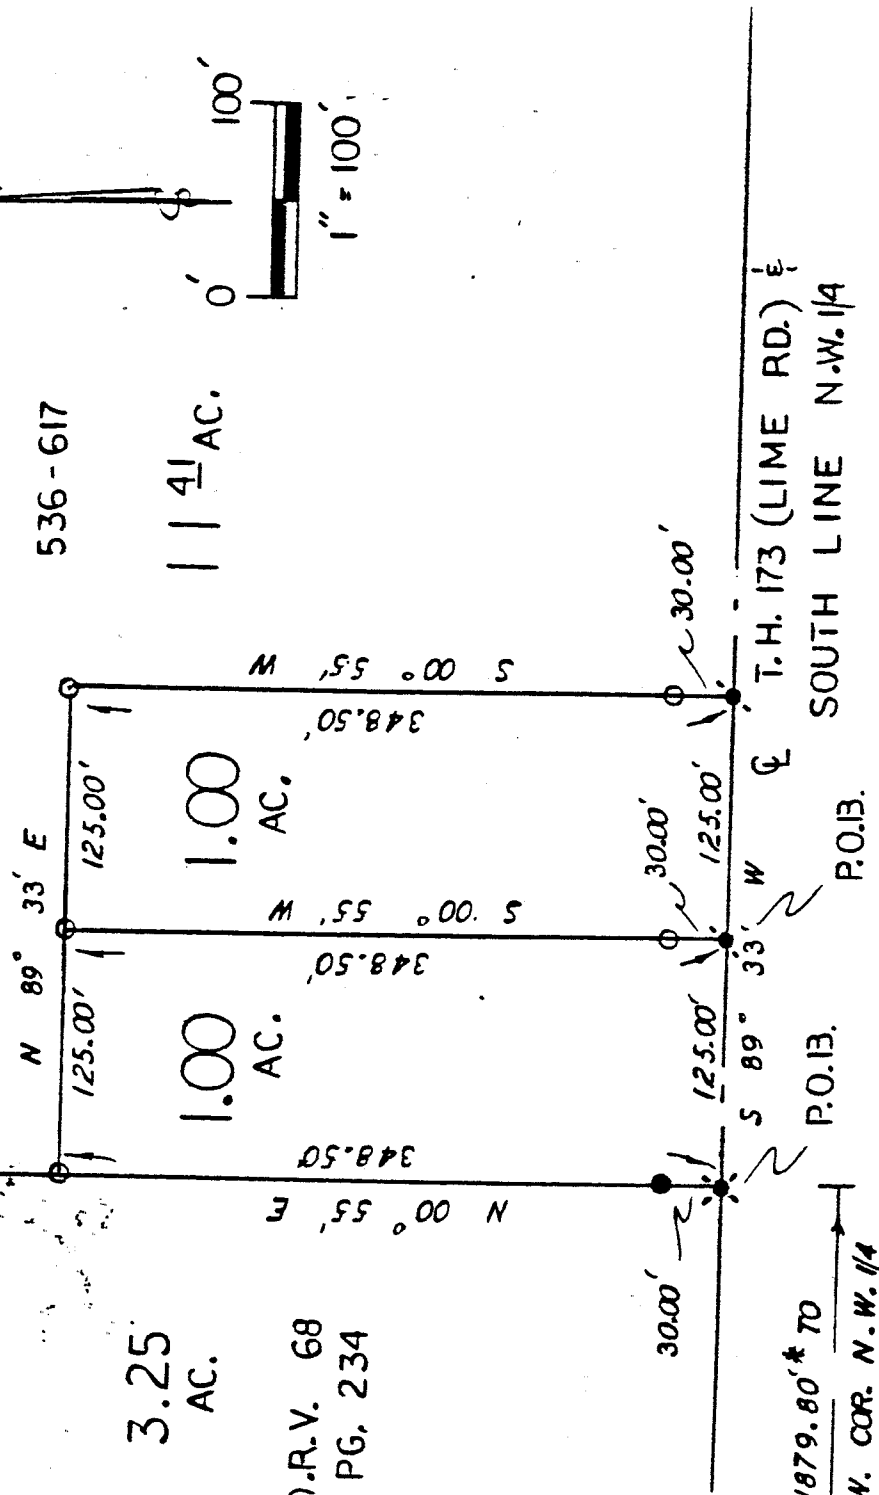 100'
0'
1" = 100'
536-617
11 41 AC.
N 89° 33' E
125.00'
125.00'
S 00° 55' W
348.50'
1.00
AC.
S 00° 55' W
348.50'
1.00
AC.
348.50'
N 00° 55' E
3.25
AC.
.R.V. 68
PG. 234
30.00'
30.00'
30.00'
125.00'
125.00'
S 89° 33' W
℄ T.H. 173 (LIME RD.)
SOUTH LINE N.W. 1/4
P.O.B.
P.O.B.
1879.80'* TO
W. COR. N.W. 1/4